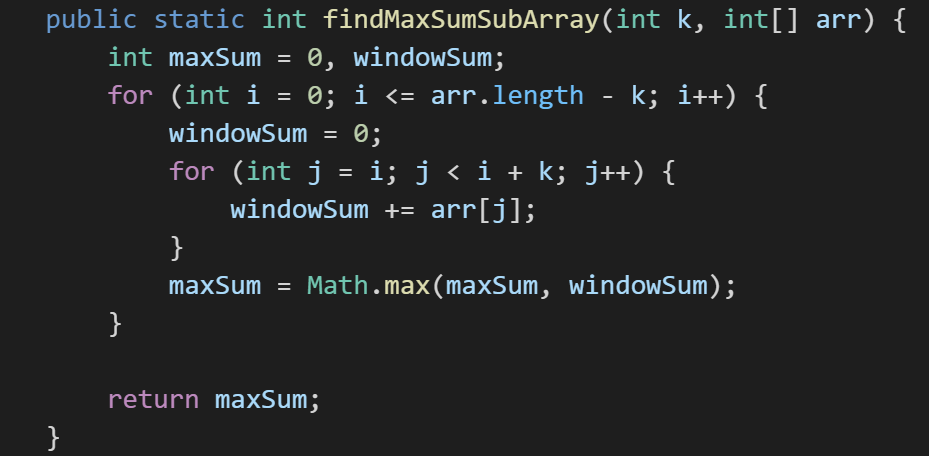 public static int findMaxSumSubArray(int k, int[] arr) {
int maxSum = 0, windowSum;
for (int i = 0; i <= arr.length - k; i++) {
windowSum = 0;
for (int j = i; j < i + k; j++) {
windowSum += arr[j];
}
maxSum = Math.max(maxSum, windowSum);
}
return maxSum;
}